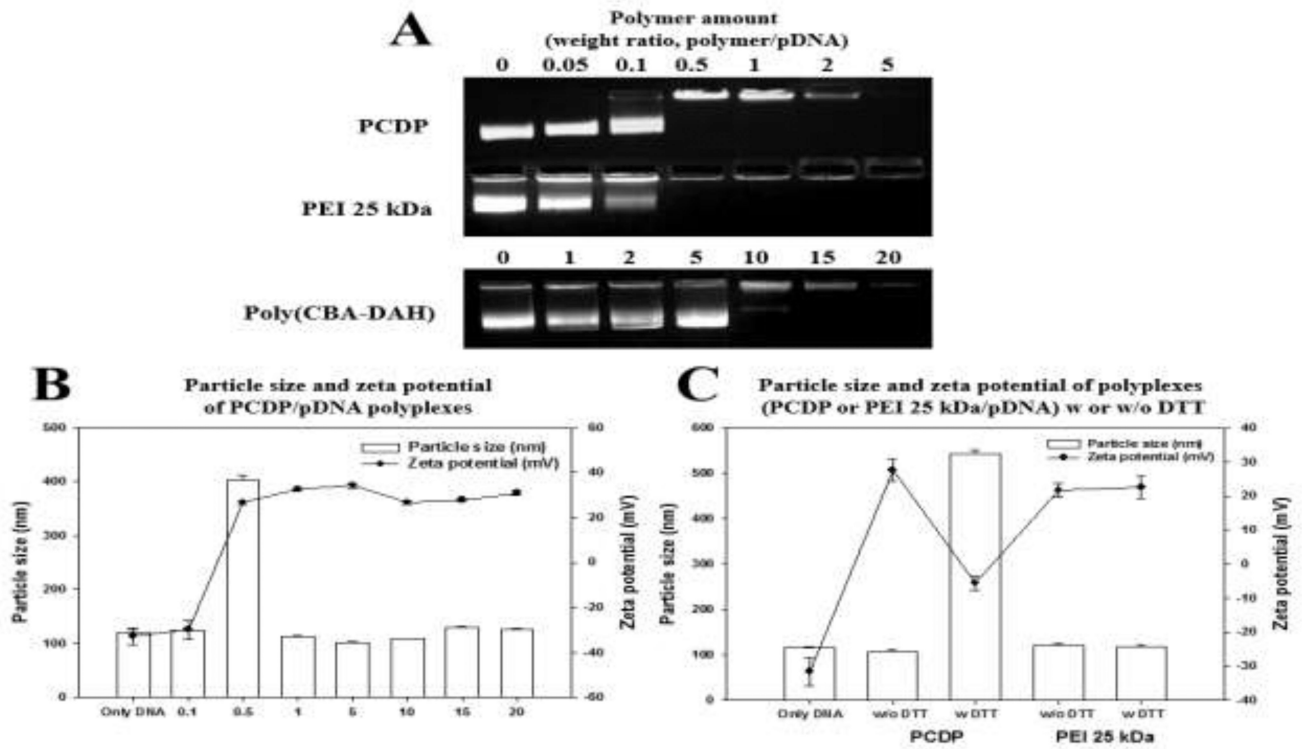 A
Polymer amount
(weight ratio, polymer/pDNA)
0 0.05 0.1 0.5 1 2 5
PCDP
PEI 25 kDa
0 1 2 5 10 15 20
Poly(CBA-DAH)
B
Particle size and zeta potential
of PCDP/pDNA polyplexes
500
400
300
200
100
0
Particle size (nm)
Particle size (nm)
Zeta potential (mV)
60
40
20
0
-20
-40
-60
Zeta potential (mV)
Only DNA 0.1 0.5 1 5 10 15 20
C
Particle size and zeta potential of polyplexes
(PCDP or PEI 25 kDa/pDNA) w or w/o DTT
600
500
400
300
200
100
0
Particle size (nm)
Particle size (nm)
Zeta potential (mV)
40
30
20
10
0
-10
-20
-30
-40
Zeta potential (mV)
Only DNA w/o DTT w DTT w/o DTT w DTT
PCDP PEI 25 kDa